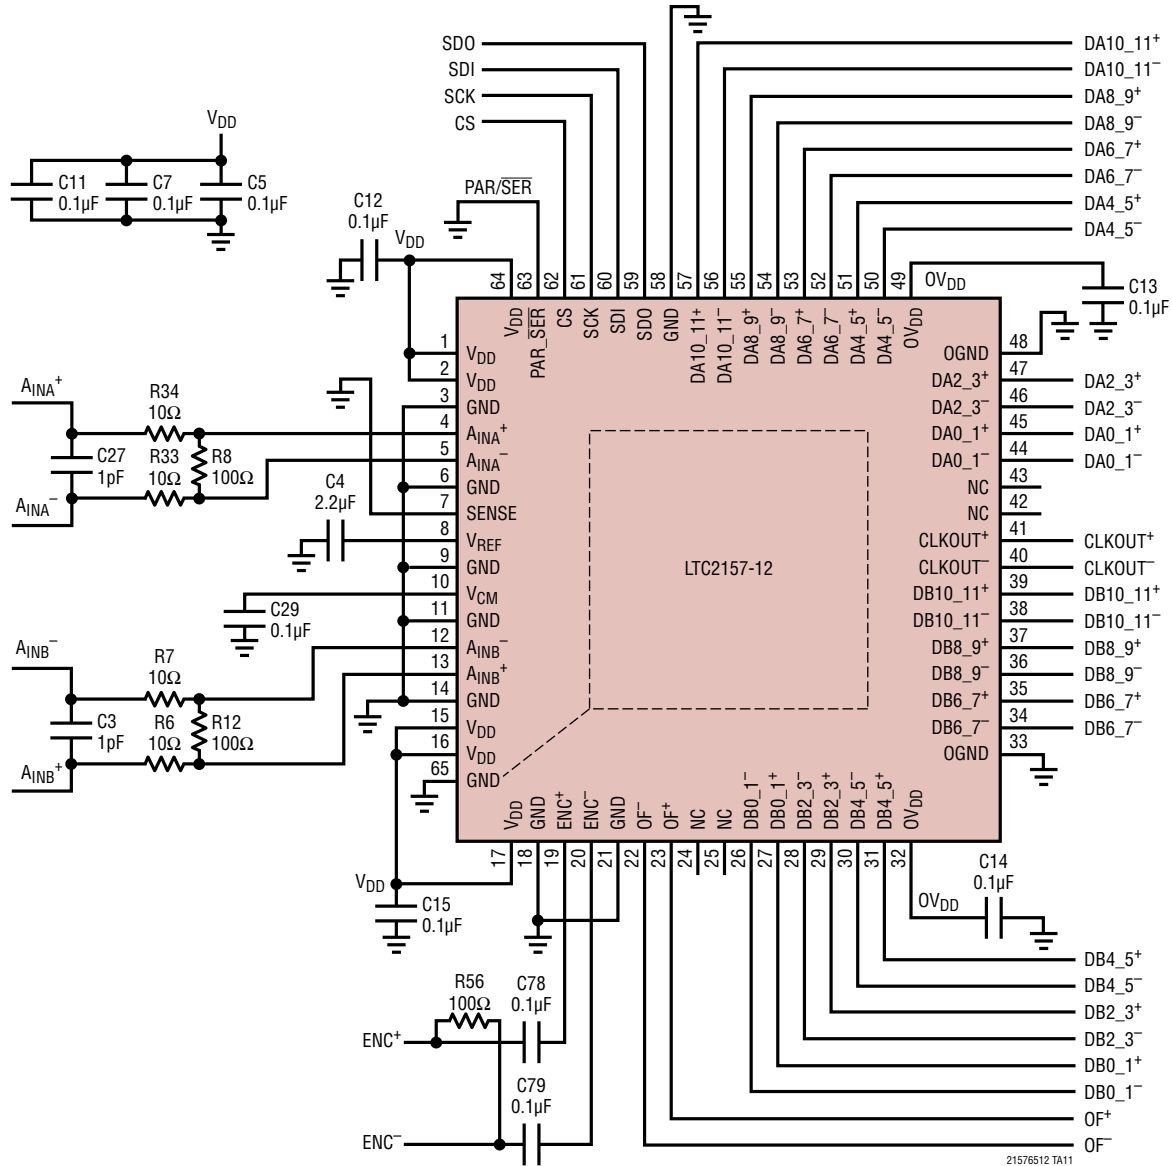 SDO
SDI
SCK
CS
DA10_11+
DA10_11–
DA8_9+
DA8_9–
DA6_7+
DA6_7–
DA4_5+
DA4_5–
VDD
C11
0.1µF
C7
0.1µF
C5
0.1µF
PAR/SER
C12
0.1µF
VDD
OVDD
C13
0.1µF
64
63
62
61
60
59
58
57
56
55
54
53
52
51
50
49
VDD
PAR_SER
CS
SCK
SDI
SDO
GND
DA10_11+
DA10_11–
DA8_9+
DA8_9–
DA6_7+
DA6_7–
DA4_5+
DA4_5–
OVDD
1
VDD
2
VDD
3
GND
4
AINA+
5
AINA–
6
GND
7
SENSE
8
VREF
9
GND
10
VCM
11
GND
12
AINB–
13
AINB+
14
GND
15
VDD
16
VDD
65
GND
AINA+
R34
10Ω
C27
1pF
R33
10Ω
R8
100Ω
AINA–
C4
2.2µF
C29
0.1µF
AINB–
R7
10Ω
C3
1pF
R6
10Ω
R12
100Ω
AINB+
LTC2157-12
OGND
48
DA2_3+
47
DA2_3+
DA2_3–
46
DA2_3–
DA0_1+
45
DA0_1+
DA0_1–
44
DA0_1–
NC
43
NC
42
CLKOUT+
41
CLKOUT+
CLKOUT–
40
CLKOUT–
DB10_11+
39
DB10_11+
DB10_11–
38
DB10_11–
DB8_9+
37
DB8_9+
DB8_9–
36
DB8_9–
DB6_7+
35
DB6_7+
DB6_7–
34
DB6_7–
OGND
33
VDD
GND
ENC+
ENC–
GND
OF–
OF+
NC
NC
DB0_1–
DB0_1+
DB2_3–
DB2_3+
DB4_5–
DB4_5+
OVDD
17
18
19
20
21
22
23
24
25
26
27
28
29
30
31
32
VDD
C15
0.1µF
OVDD
C14
0.1µF
R56
100Ω
C78
0.1µF
ENC+
C79
0.1µF
ENC–
DB4_5+
DB4_5–
DB2_3+
DB2_3–
DB0_1+
DB0_1–
OF+
OF–
21576512 TA11